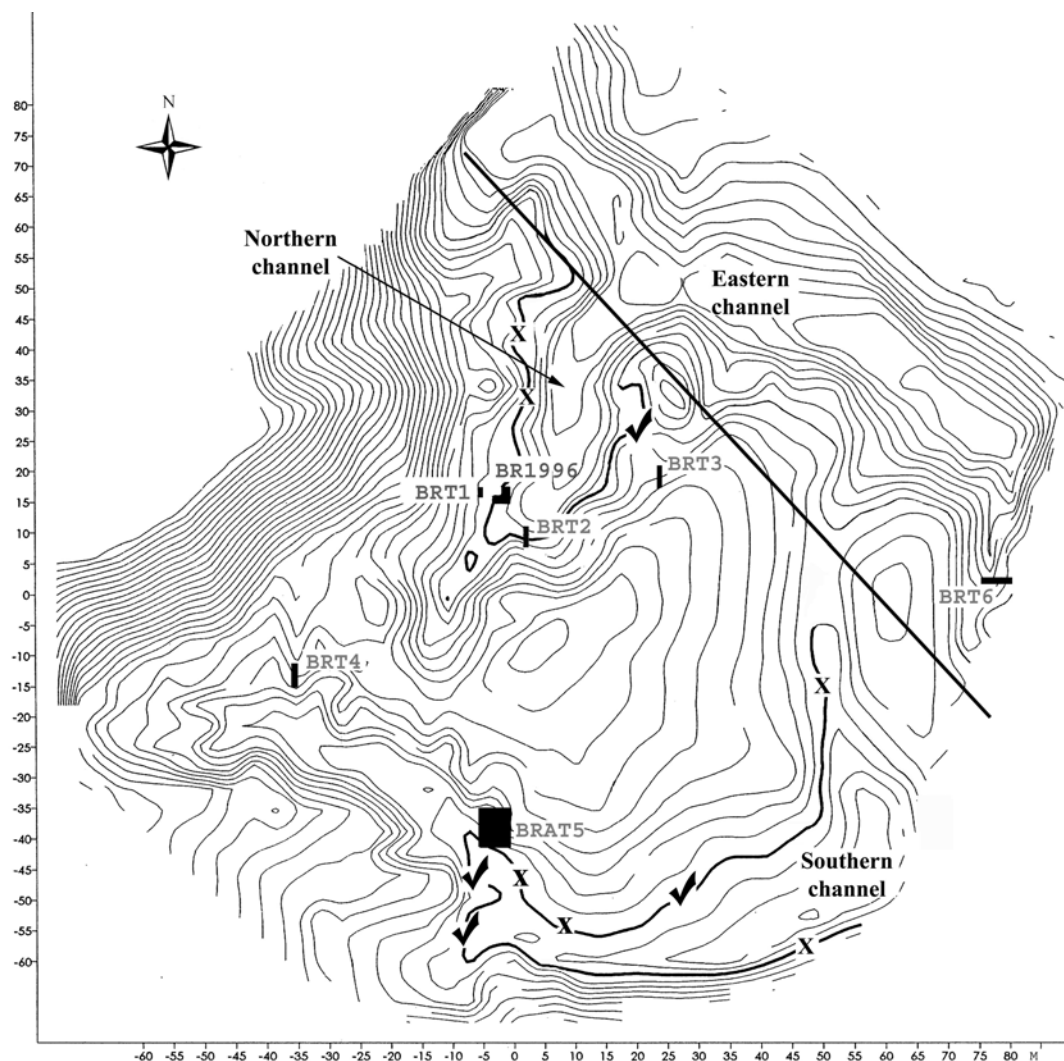 N
80
75
70
65
60
55
50
45
40
35
30
25
20
15
10
5
0
-5
-10
-15
-20
-25
-30
-35
-40
-45
-50
-55
-60
Northern
channel
Eastern
channel
X
X
BR1996
BRT1
BRT3
BRT2
BRT6
BRT4
X
BRAT5
X
X
Southern
channel
X
-60 -55 -50 -45 -40 -35 -30 -25 -20 -15 -10 -5 0 5 10 15 20 25 30 35 40 45 50 55 60 65 70 75 80 M